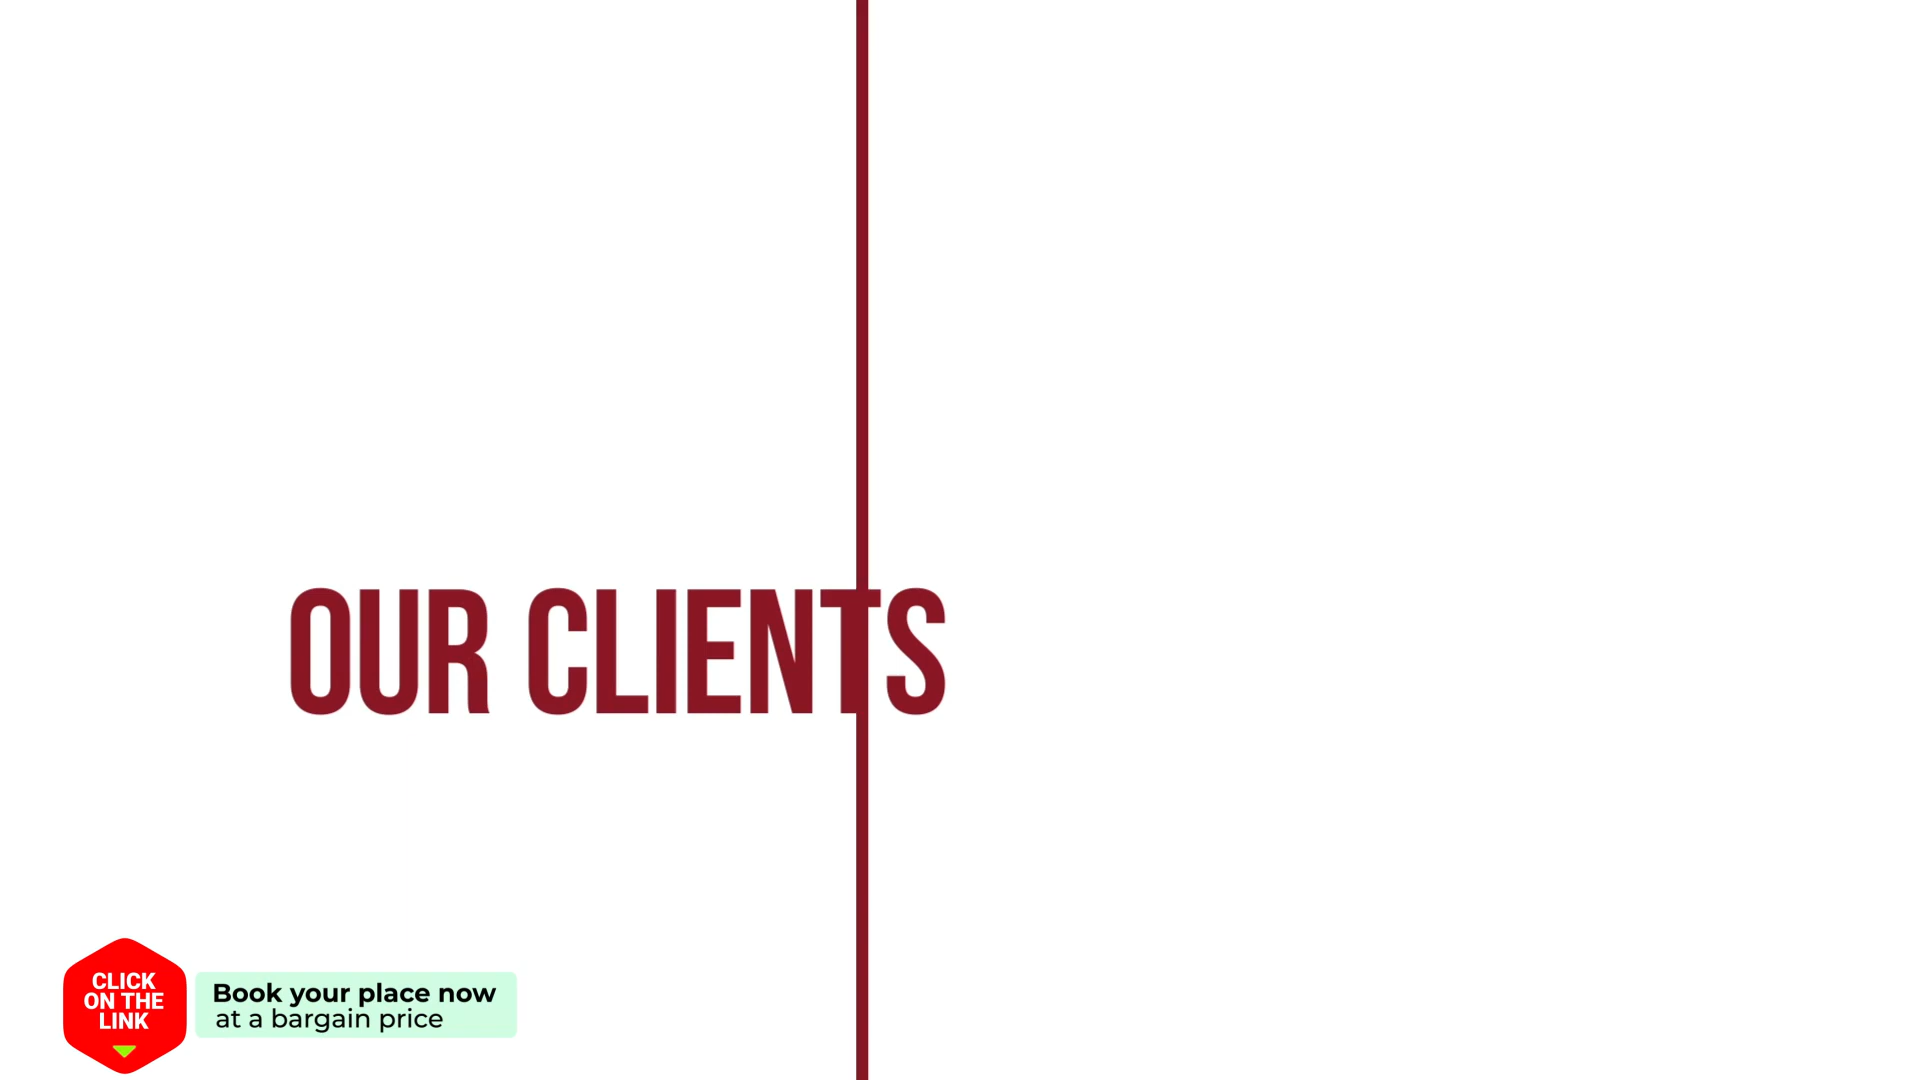 OUR CLIENTS
CLICK
ON THE
LINK
Book your place now
at a bargain price